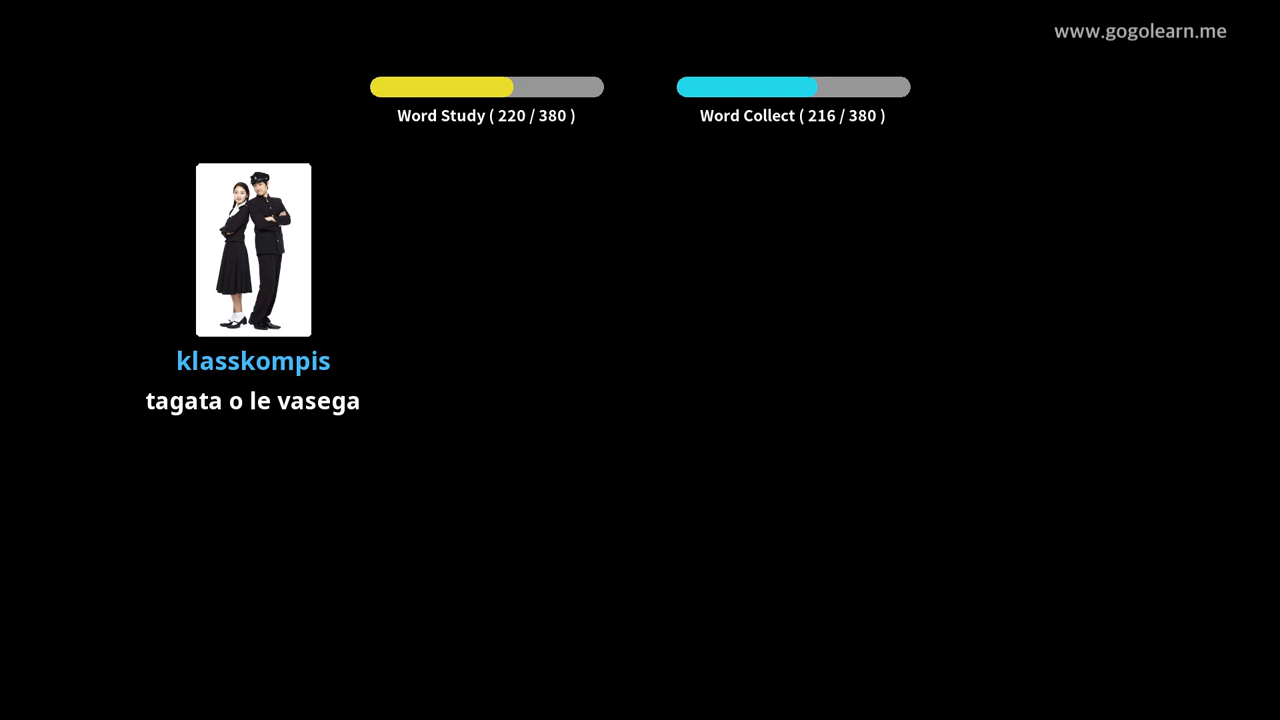 www.gogolearn.me
Word Study ( 220 / 380 )
Word Collect ( 216 / 380 )
klasskompis
tagata o le vasega